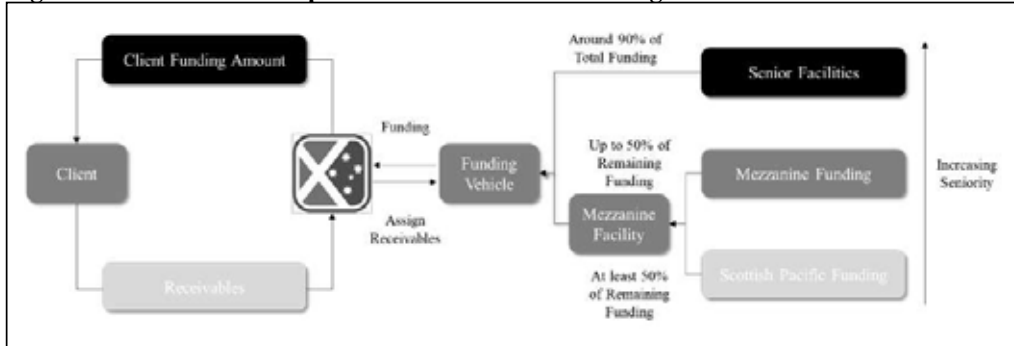 Client Funding Amount
Client
Receivables
Funding
Assign
Receivables
Funding
Vehicle
Around 90% of
Total Funding
Up to 50% of
Remaining
Funding
Mezzanine
Facility
At least 50%
of Remaining
Funding
Senior Facilities
Mezzanine Funding
Scottish Pacific Funding
Increasing
Seniority